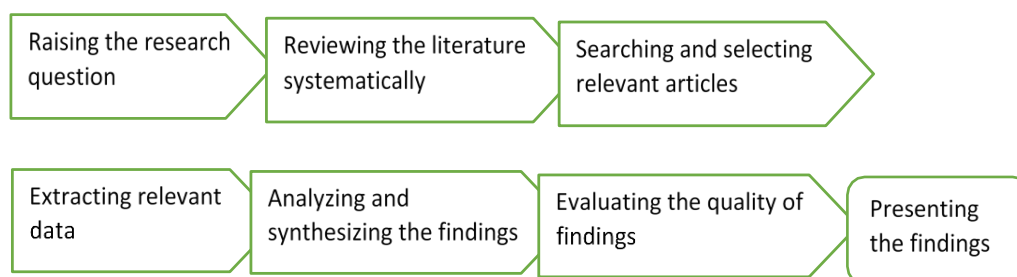 Raising the research
question
Reviewing the literature
systematically
Searching and selecting
relevant articles
Extracting relevant
data
Analyzing and
synthesizing the findings
Evaluating the quality of
findings
Presenting
the findings